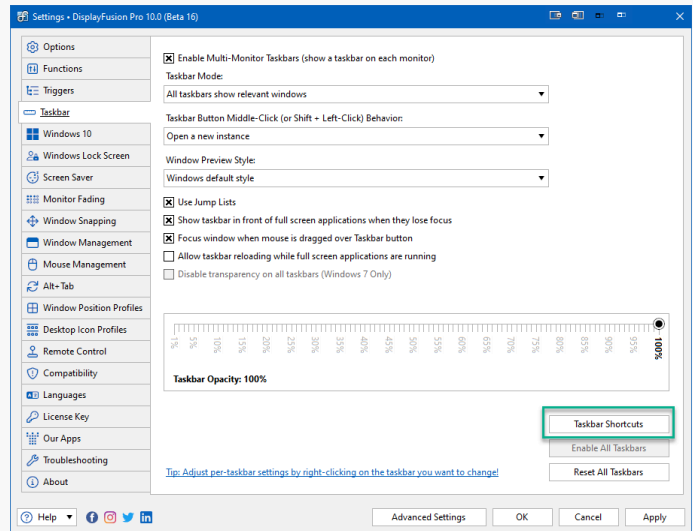 Settings • DisplayFusion Pro 10.0 (Beta 16)
Options
Functions
Triggers
Taskbar
Windows 10
Windows Lock Screen
Screen Saver
Monitor Fading
Window Snapping
Window Management
Mouse Management
Alt+Tab
Window Position Profiles
Desktop Icon Profiles
Remote Control
Compatibility
Languages
License Key
Our Apps
Troubleshooting
About
Enable Multi-Monitor Taskbars (show a taskbar on each monitor)
Taskbar Mode:
All taskbars show relevant windows
Taskbar Button Middle-Click (or Shift + Left-Click) Behavior:
Open a new instance
Window Preview Style:
Windows default style
Use Jump Lists
Show taskbar in front of full screen applications when they lose focus
Focus window when mouse is dragged over Taskbar button
Allow taskbar reloading while full screen applications are running
Disable transparency on all taskbars (Windows 7 Only)
1% 5% 10% 15% 20% 25% 30% 35% 40% 45% 50% 55% 60% 65% 70% 75% 80% 85% 90% 95% 100%
Taskbar Opacity: 100%
Taskbar Shortcuts
Enable All Taskbars
Tip: Adjust per-taskbar settings by right-clicking on the taskbar you want to change!
Reset All Taskbars
Help
Advanced Settings
OK
Cancel
Apply